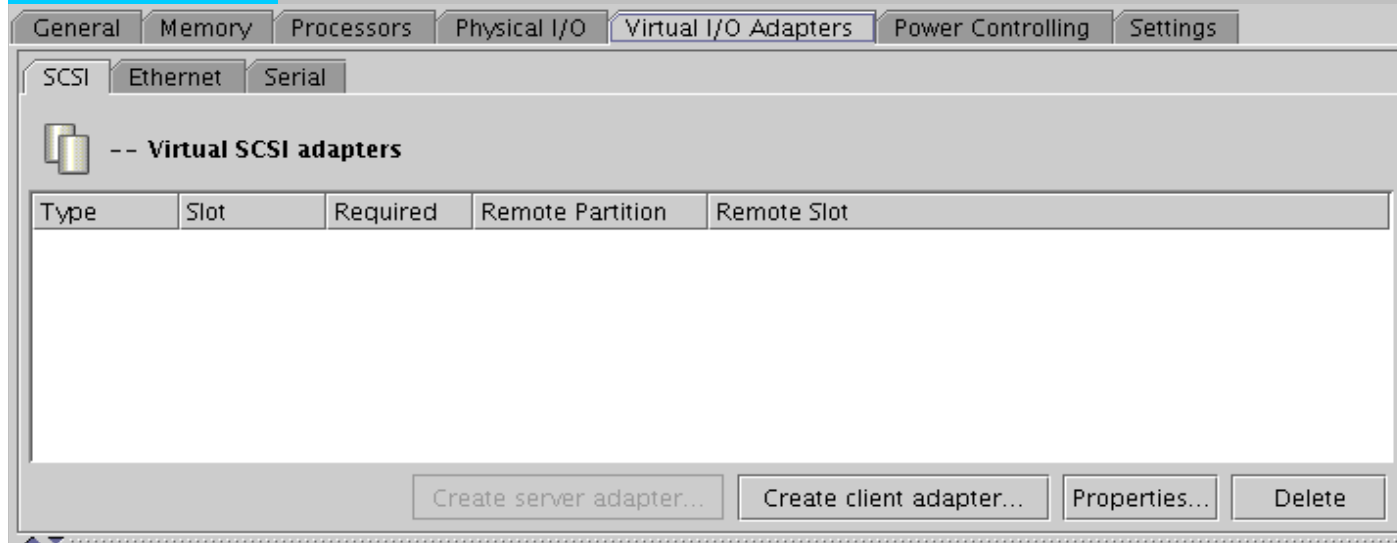 General Memory Processors Physical I/O Virtual I/O Adapters Power Controlling Settings
SCSI Ethernet Serial
-- Virtual SCSI adapters
Type Slot Required Remote Partition Remote Slot
Create server adapter... Create client adapter... Properties... Delete